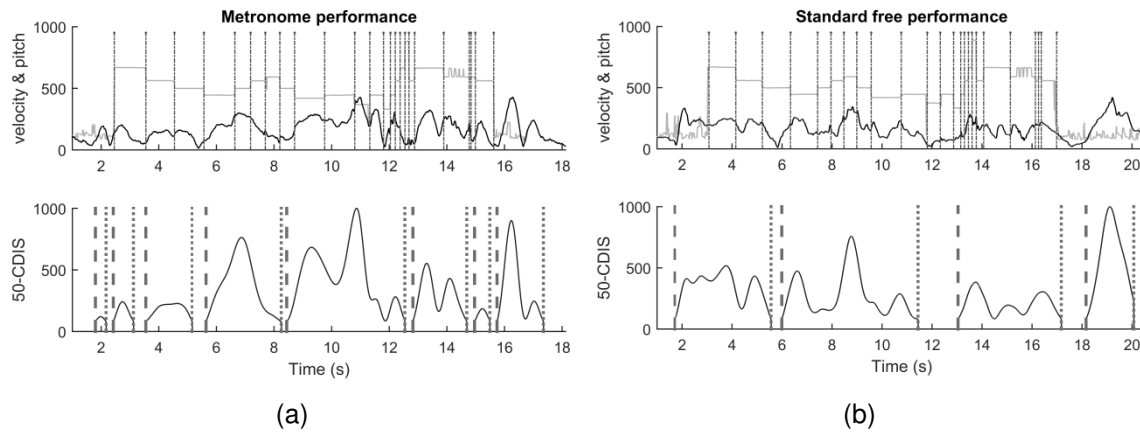 Metronome performance
1000
500
0
velocity & pitch
2 4 6 8 10 12 14 16 18
1000
500
0
50-CDIS
2 4 6 8 10 12 14 16 18
Time (s)
(a)
Standard free performance
1000
500
0
velocity & pitch
2 4 6 8 10 12 14 16 18 20
1000
500
0
50-CDIS
2 4 6 8 10 12 14 16 18 20
Time (s)
(b)